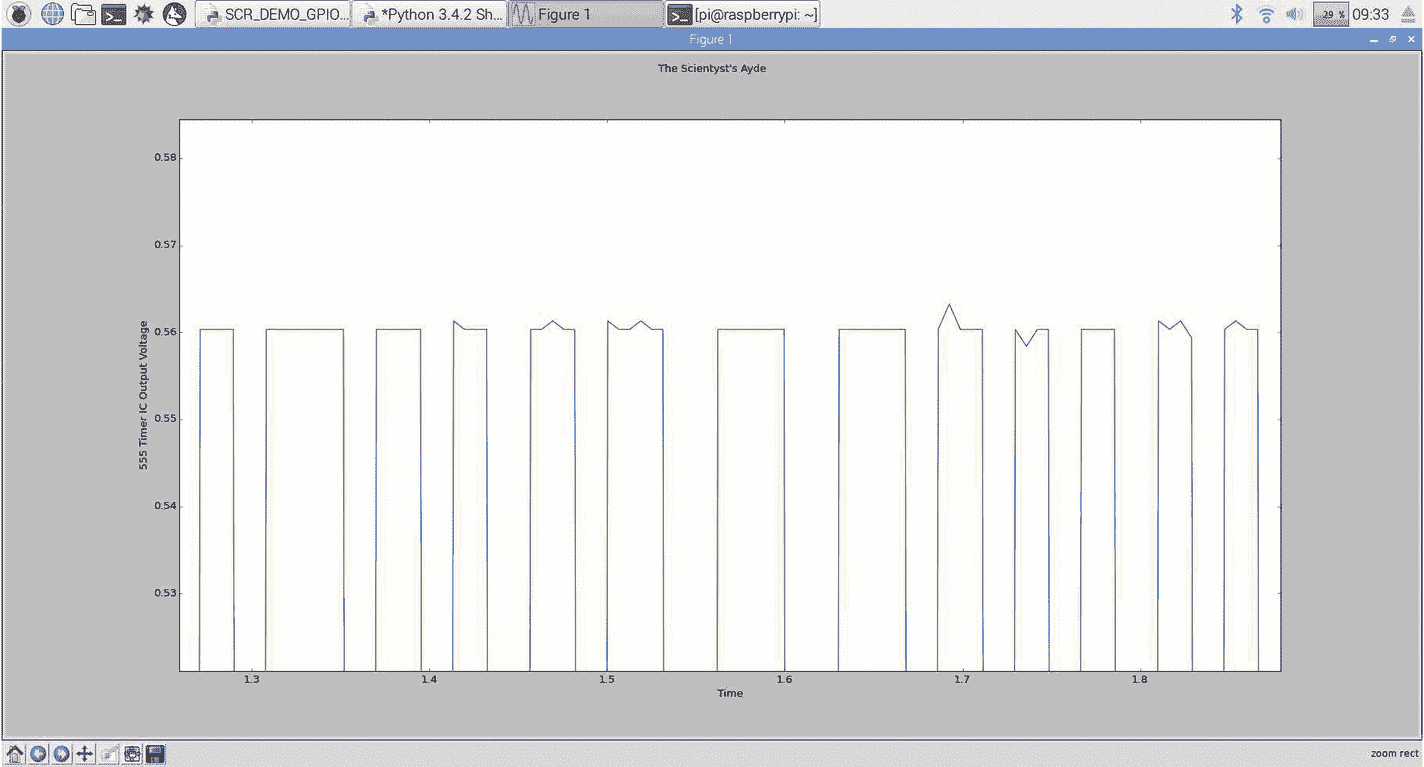 SCR_DEMO_GPIO... *Python 3.4.2 Sh... Figure 1 [pi@raspberrypi: ~] 29 % 09:33
Figure 1
The Scientyst's Ayde
0.58
0.57
0.56
0.55
0.54
0.53
555 Timer IC Output Voltage
1.3 1.4 1.5 1.6 1.7 1.8
Time
zoom rect